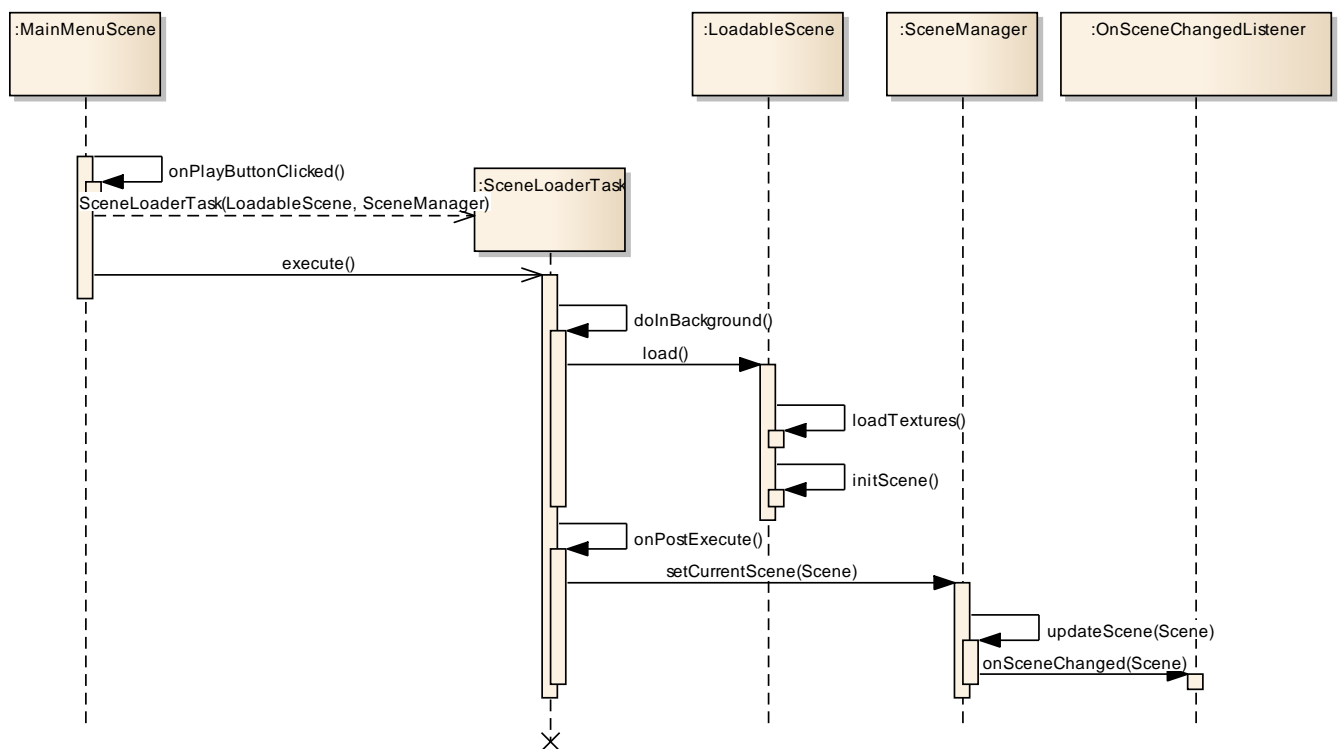 :MainMenuScene
:LoadableScene
:SceneManager
:OnSceneChangedListener
onPlayButtonClicked()
:SceneLoaderTask
SceneLoaderTask(LoadableScene, SceneManager)
execute()
doInBackground()
load()
loadTextures()
initScene()
onPostExecute()
setCurrentScene(Scene)
updateScene(Scene)
onSceneChanged(Scene)